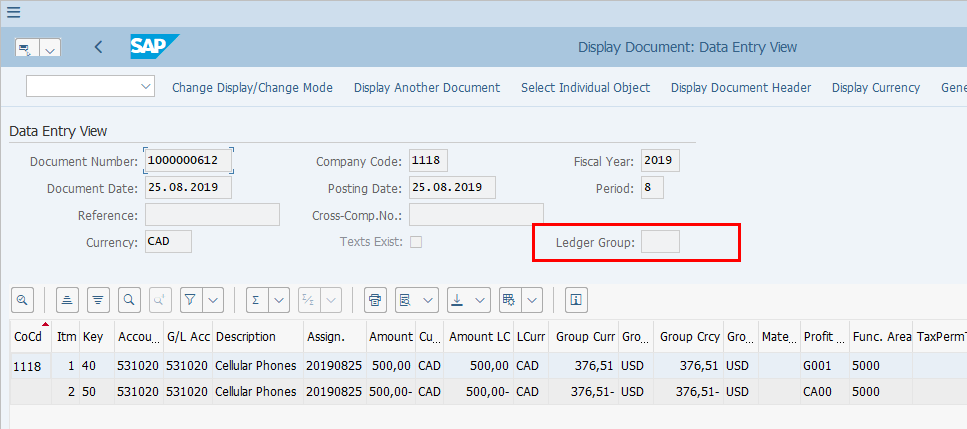 SAP Display Document: Data Entry View
Change Display/Change Mode Display Another Document Select Individual Object Display Document Header Display Currency Gene
Data Entry View
Document Number: 1000000612 Company Code: 1118 Fiscal Year: 2019
Document Date: 25.08.2019 Posting Date: 25.08.2019 Period: 8
Reference: Cross-Comp.No.:
Currency: CAD Texts Exist: Ledger Group:
CoCd Itm Key Accou... G/L Acc Description Assign. Amount Cu... Amount LC LCurr Group Curr Gro... Group Crcy Gro... Mate... Profit ... Func. Area TaxPermT
1118 1 40 531020 531020 Cellular Phones 20190825 500,00 CAD 500,00 CAD 376,51 USD 376,51 USD G001 5000
2 50 531020 531020 Cellular Phones 20190825 500,00- CAD 500,00- CAD 376,51- USD 376,51- USD CA00 5000